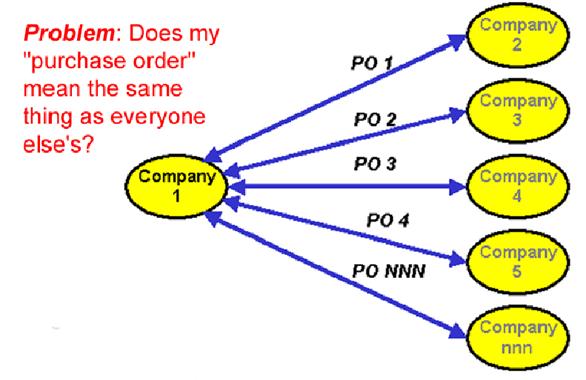 Problem: Does my
"purchase order"
mean the same
thing as everyone
else's?
Company
1
PO 1
PO 2
PO 3
PO 4
PO NNN
Company
2
Company
3
Company
4
Company
5
Company
nnn